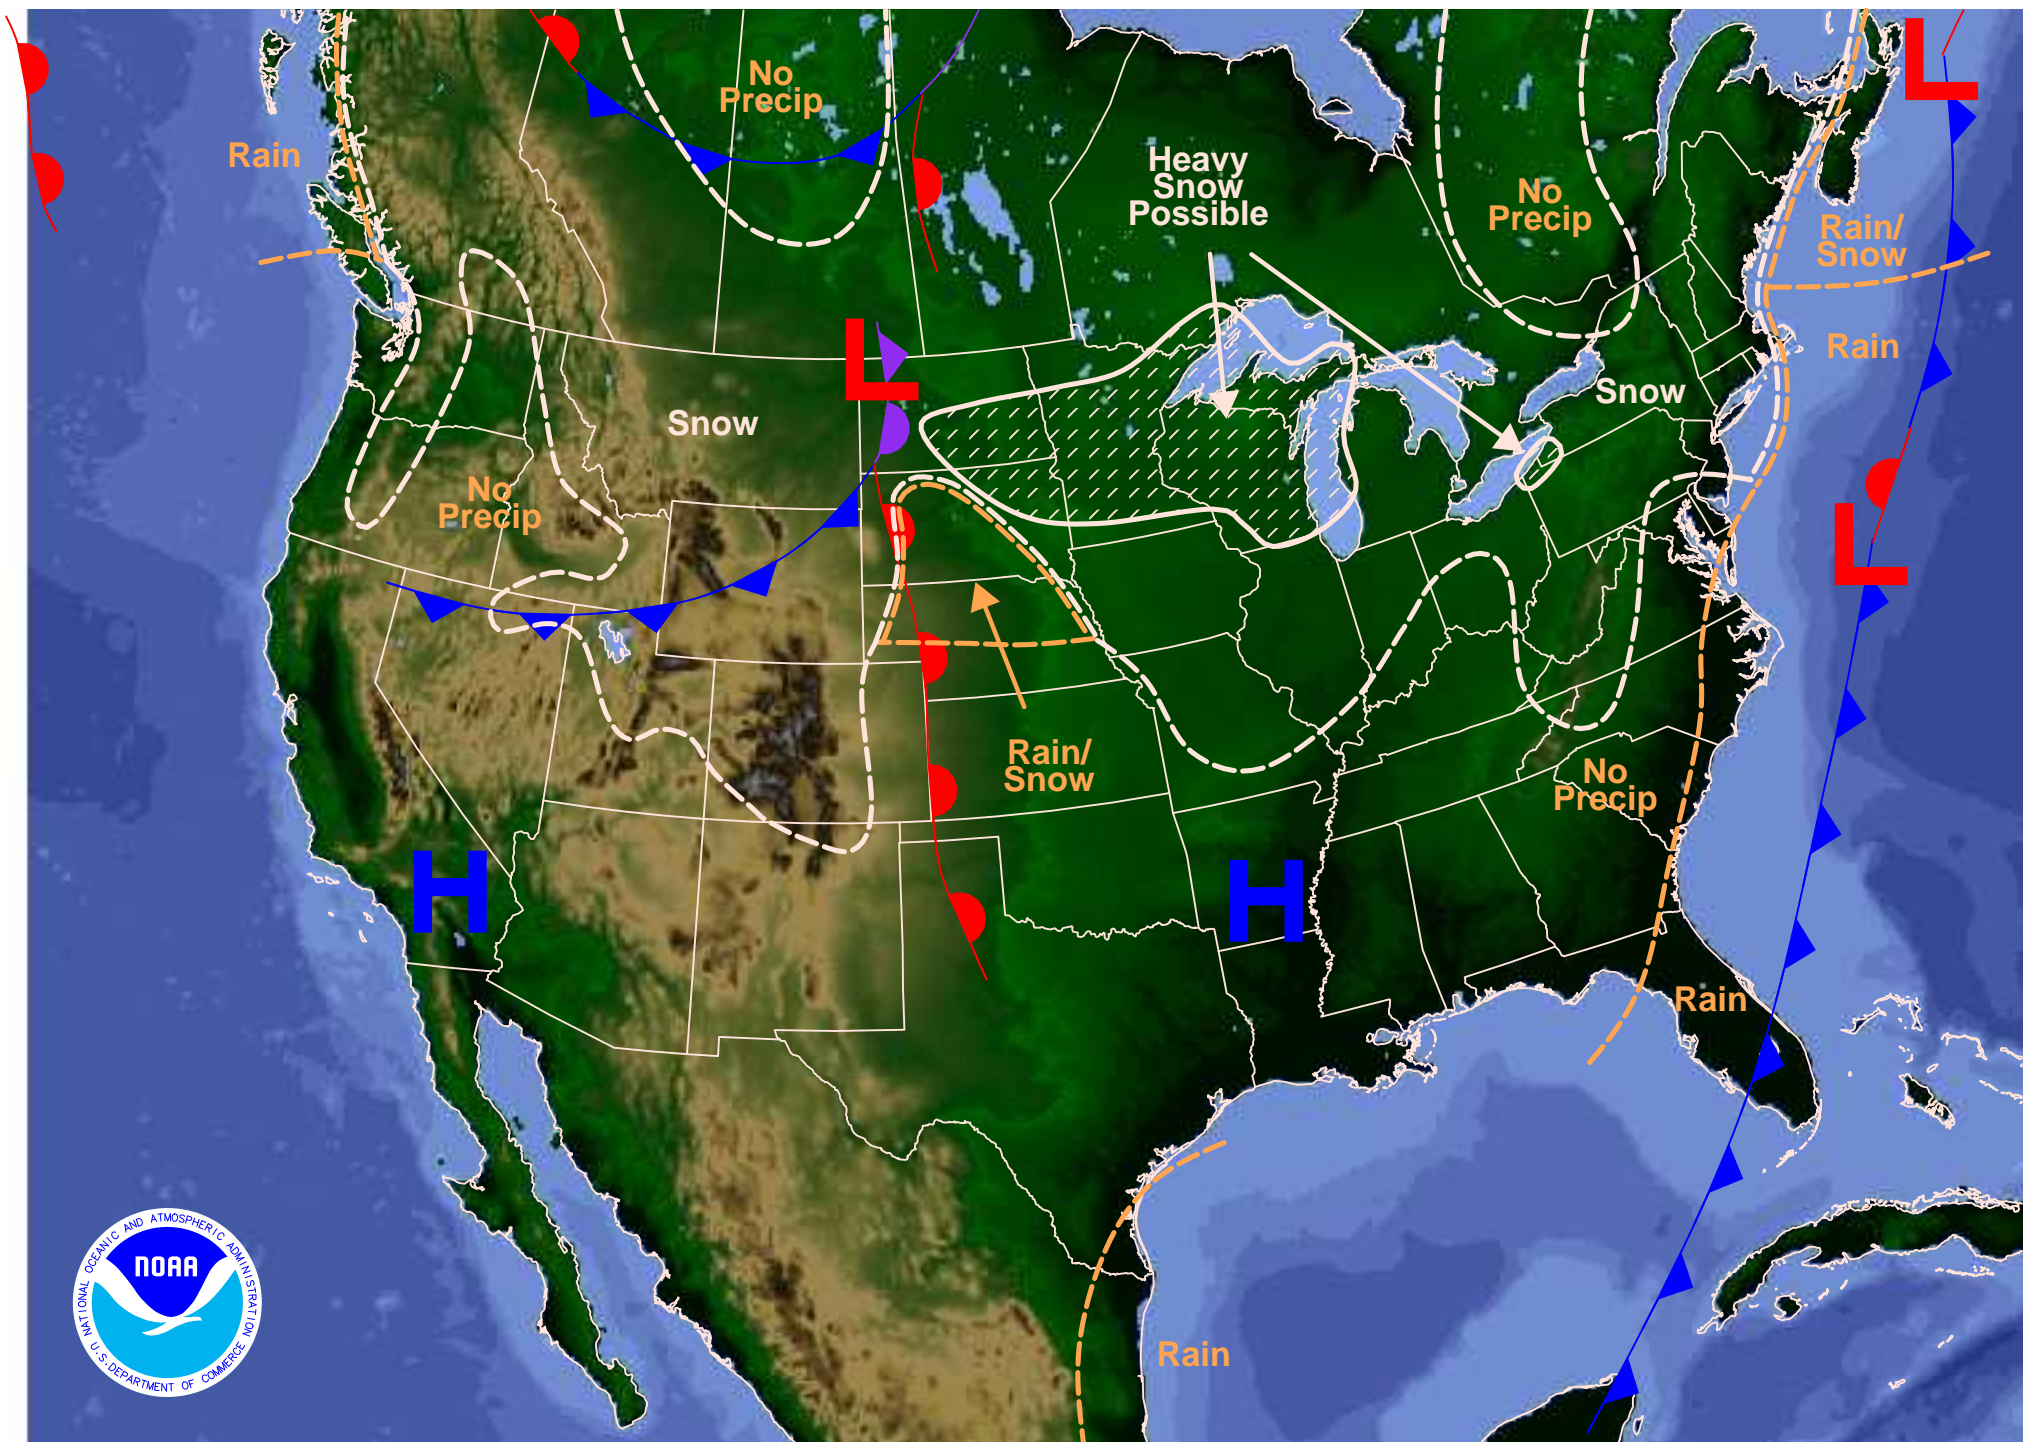 No
Precip
Rain
Heavy
Snow
Possible
No
Precip
Rain/
Snow
Rain
L
L
Snow
Snow
No
Precip
L
Rain/
Snow
No
Precip
H
H
Rain
Rain
NOAA
NATIONAL OCEANIC AND ATMOSPHERIC ADMINISTRATION
U.S. DEPARTMENT OF COMMERCE